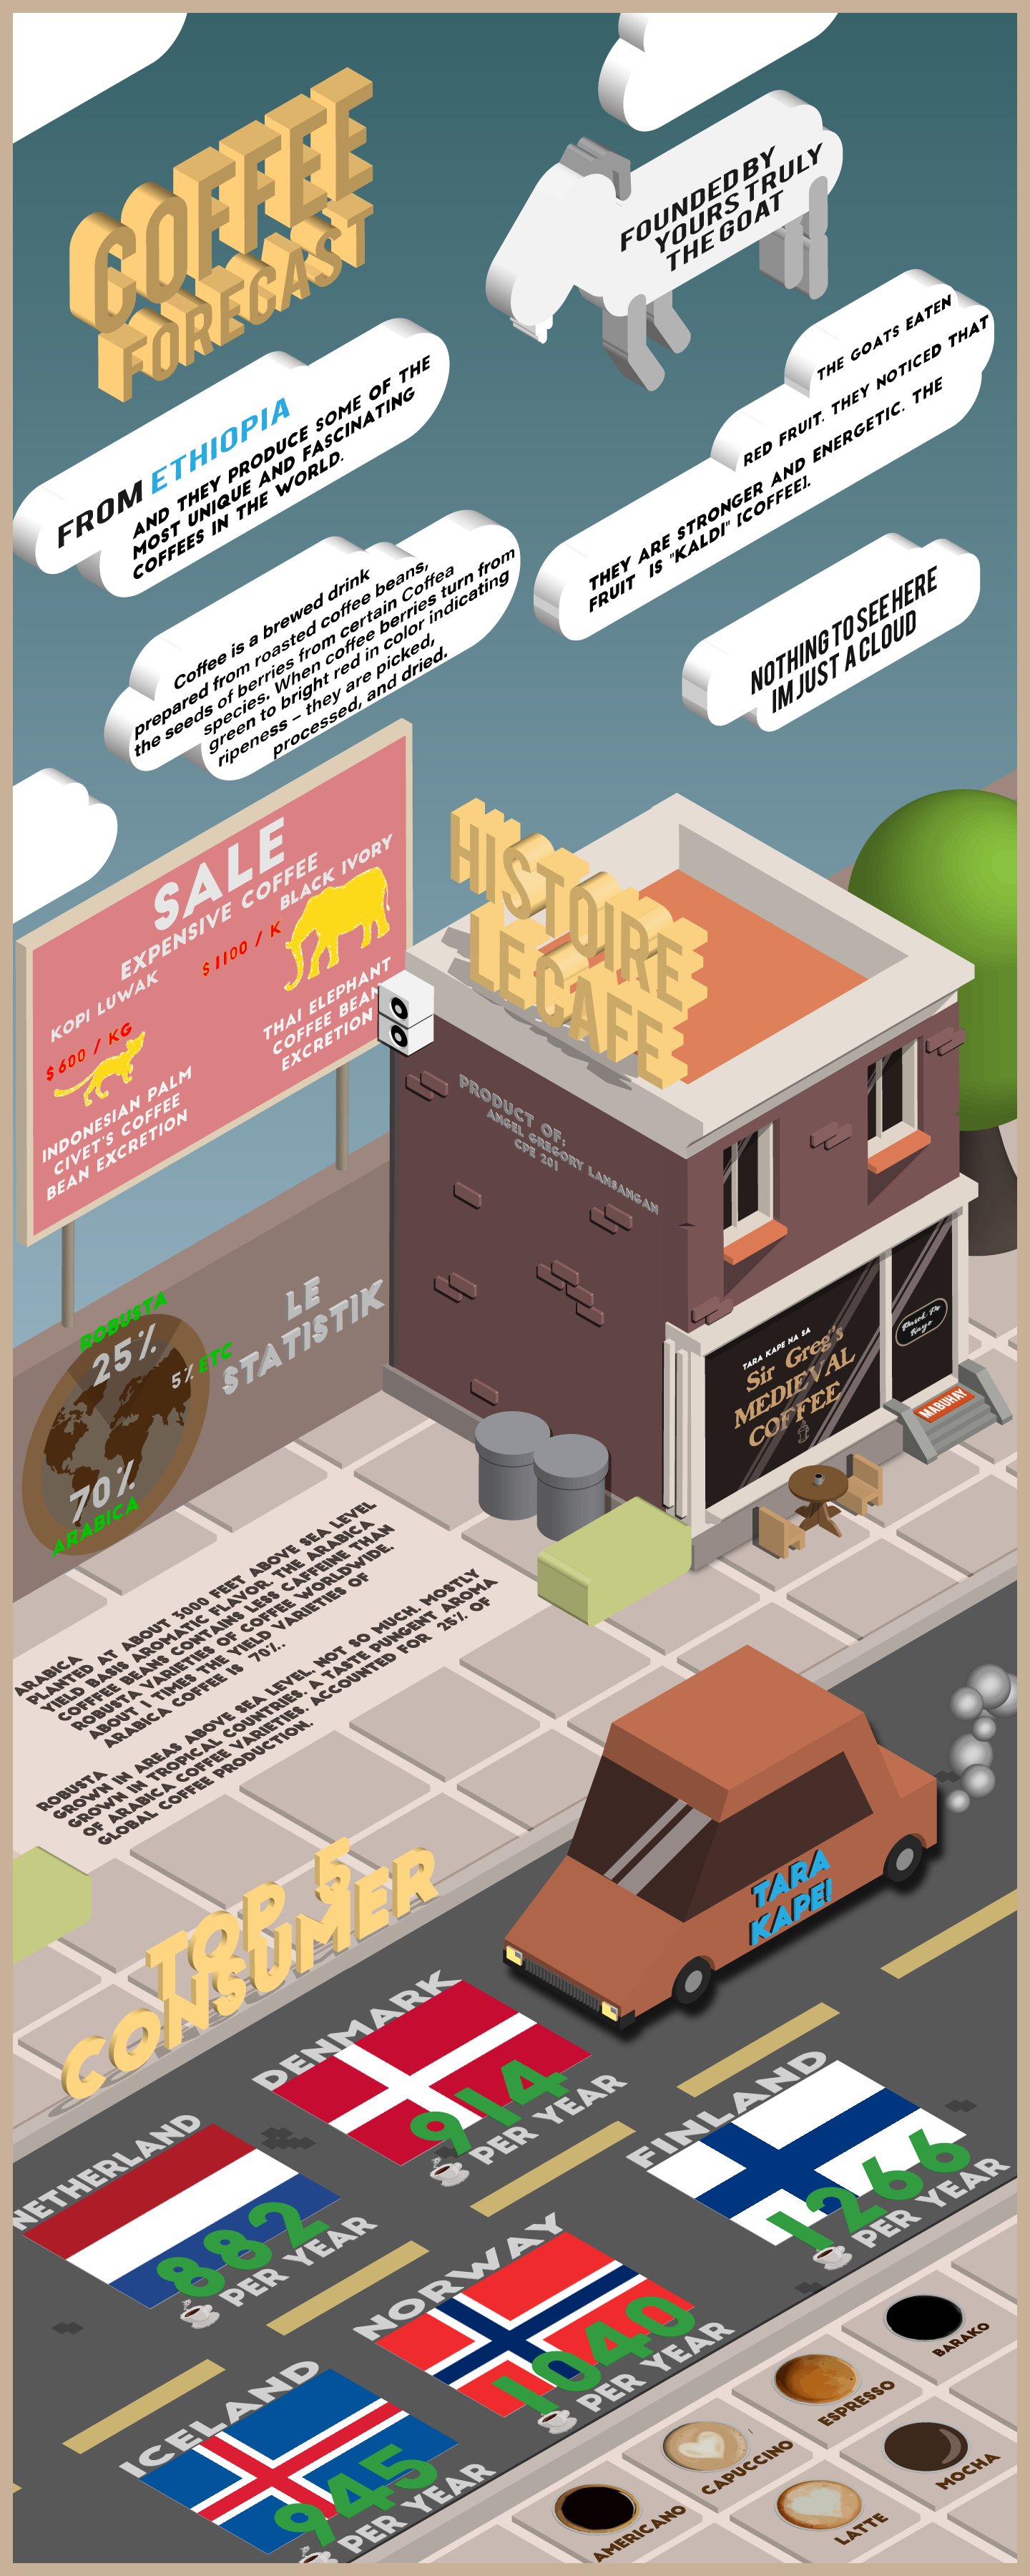 COFFEE
FORECAST
FOUNDED BY
YOURS TRULY
THE GOAT
FROM ETHIOPIA
AND THEY PRODUCE SOME OF THE
MOST UNIQUE AND FASCINATING
COFFEES IN THE WORLD.
THE GOATS EATEN
RED FRUIT. THEY NOTICED THAT
THEY ARE STRONGER AND ENERGETIC. THE
FRUIT IS "KALDI" [COFFEE].
Coffee is a brewed drink
prepared from roasted coffee beans,
the seeds of berries from certain Coffea
species. When coffee berries turn from
green to bright red in color indicating
ripeness – they are picked,
processed, and dried.
NOTHING TO SEE HERE
IM JUST A CLOUD
SALE
EXPENSIVE COFFEE
BLACK IVORY
$1100 / K
KOPI LUWAK
$600 / KG
THAI ELEPHANT
COFFEE BEAN
EXCRETION
INDONESIAN PALM
CIVET'S COFFEE
BEAN EXCRETION
HISTOIRE
LE CAFE
PRODUCT OF:
ANGEL GREGORY LANSANGAN
CPE 201
LE
STATISTIK
ROBUSTA
25%
5% ETC
70%
ARABICA
TARA KAPE NA SA
Sir Greg's
MEDIEVAL
COFFEE
Pasok Po
Kayo
MABUHAY
ARABICA
PLANTED AT ABOUT 3000 FEET ABOVE SEA LEVEL
YIELD BASIS AROMATIC FLAVOR. THE ARABICA
COFFFEE BEANS CONTAINS LESS CAFFEINE THAN
ROBUSTA VARIETIES OF COFFEE WORLDWIDE.
ABOUT 1 TIMES THE YIELD VARIETIES OF
ARABICA COFFEE IS 70%..
ROBUSTA
GROWN IN AREAS ABOVE SEA LEVEL. NOT SO MUCH. MOSTLY
GROWN IN TROPICAL COUNTRIES. A TASTE PUNGENT AROMA
OF ARABICA COFFEE VARIETIES. ACCOUNTED FOR 25% OF
GLOBAL COFFEE PRODUCTION.
TARA
KAPE!
TOP 5
CONSUMER
DENMARK
914
PER YEAR
FINLAND
1266
PER YEAR
NETHERLAND
882
PER YEAR
NORWAY
1040
PER YEAR
ICELAND
945
PER YEAR
BARAKO
ESPRESSO
CAPUCCINO
MOCHA
AMERICANO
LATTE